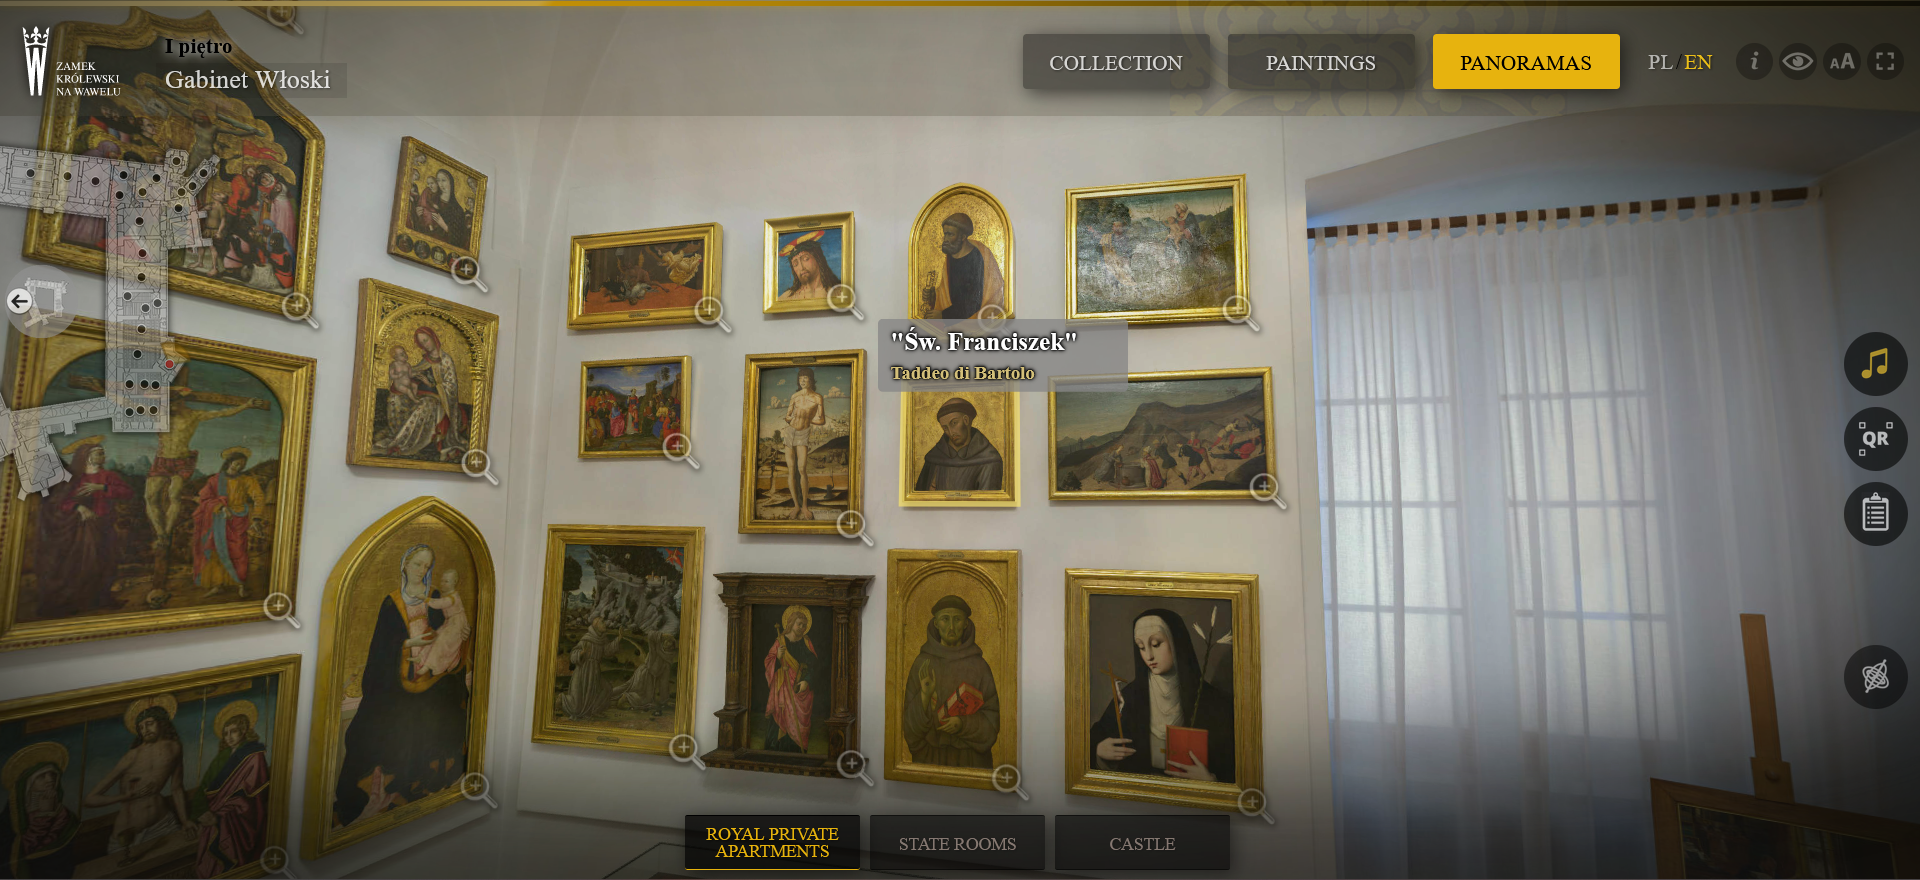 ZAMEK
KRÓLEWSKI
NA WAWELU
I piętro
Gabinet Włoski
COLLECTION
PAINTINGS
PANORAMAS
PL / EN
i
AA
"Św. Franciszek"
Taddeo di Bartolo
QR
ROYAL PRIVATE
APARTMENTS
STATE ROOMS
CASTLE